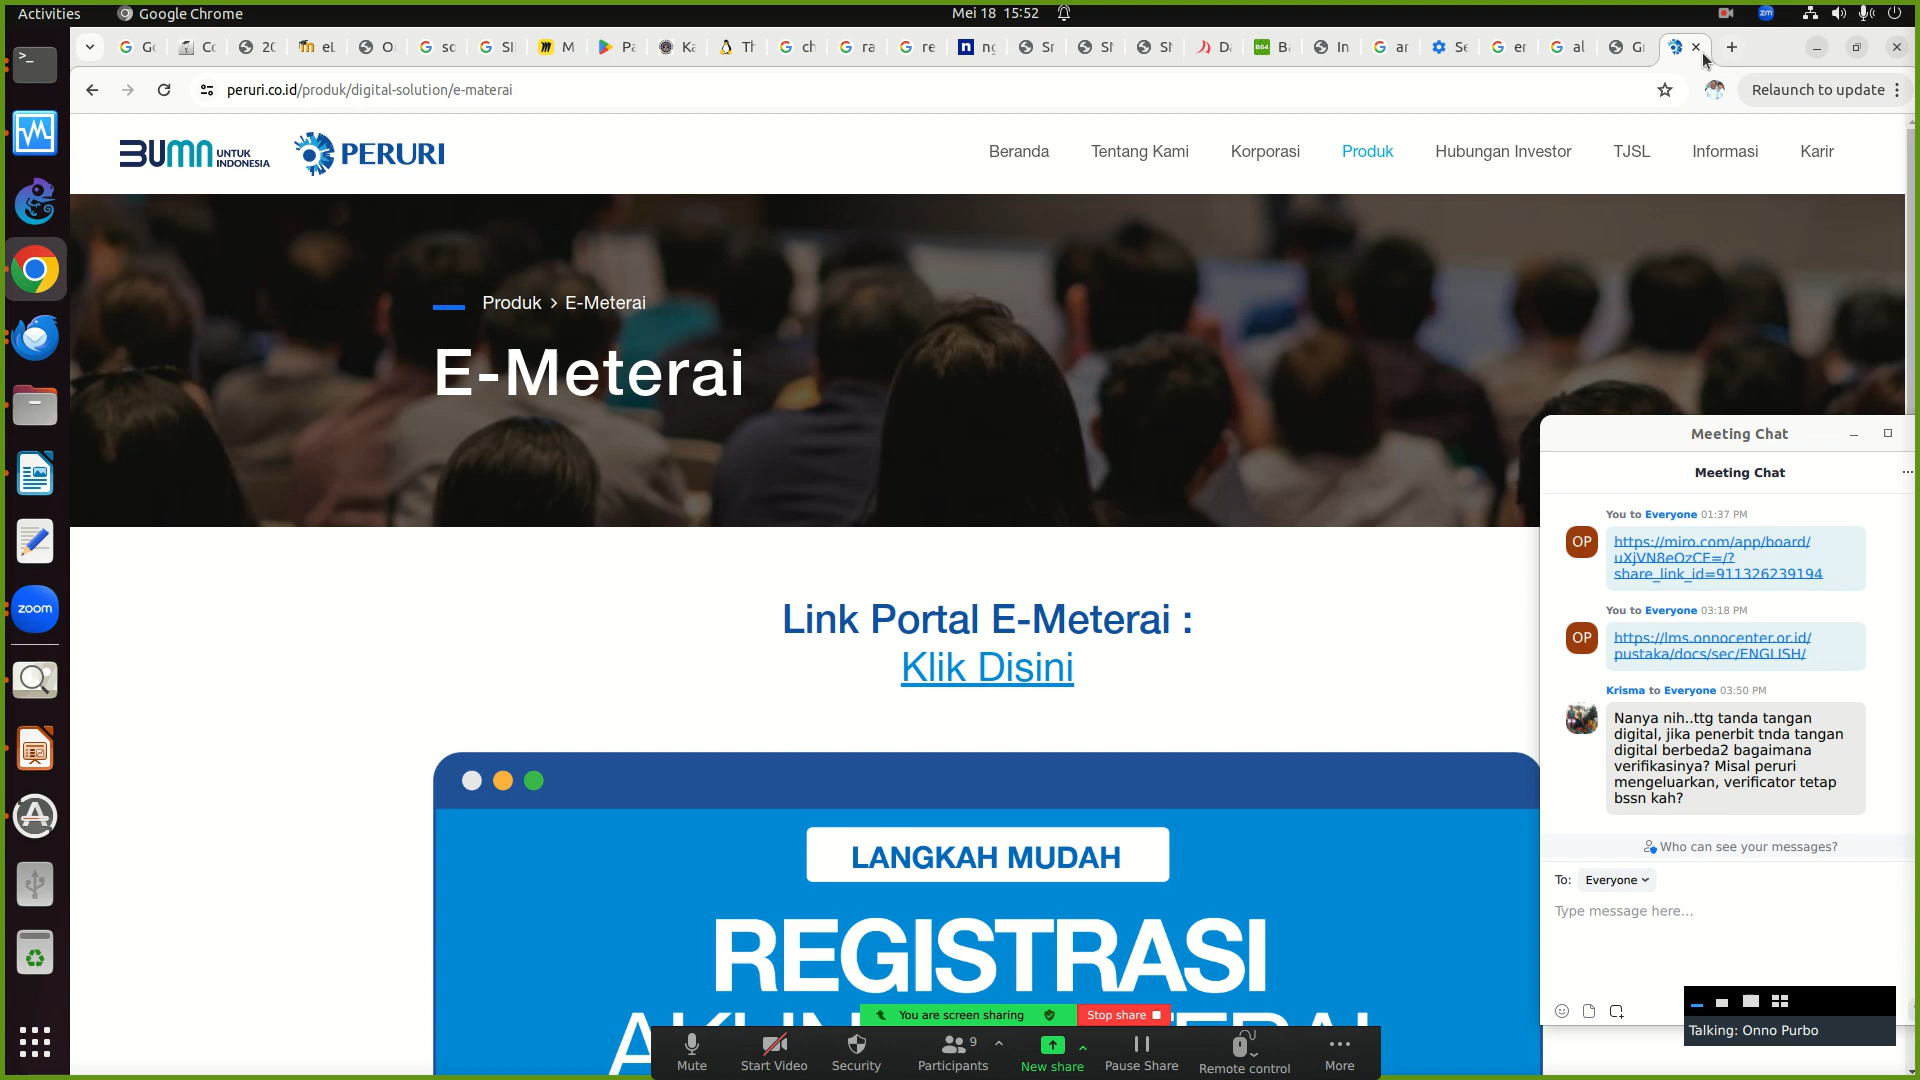 Activities
Google Chrome
Mei 18 15:52
zm
peruri.co.id/produk/digital-solution/e-materai
Relaunch to update
BUMN UNTUK INDONESIA
PERURI
Beranda
Tentang Kami
Korporasi
Produk
Hubungan Investor
TJSL
Informasi
Karir
Produk > E-Meterai
E-Meterai
Link Portal E-Meterai :
Klik Disini
LANGKAH MUDAH
REGISTRASI
Meeting Chat
Meeting Chat
You to Everyone 01:37 PM
OP
https://miro.com/app/board/
uXjVN8eOzCE=/?
share_link_id=911326239194
You to Everyone 03:18 PM
OP
https://lms.onnocenter.or.id/
pustaka/docs/sec/ENGLISH/
Krisma to Everyone 03:50 PM
Nanya nih..ttg tanda tangan
digital, jika penerbit tnda tangan
digital berbeda2 bagaimana
verifikasinya? Misal peruri
mengeluarkan, verificator tetap
bssn kah?
Who can see your messages?
To: Everyone
Type message here...
Talking: Onno Purbo
zoom
You are screen sharing
Stop share
Mute
Start Video
Security
Participants
9
New share
Pause Share
Remote control
More